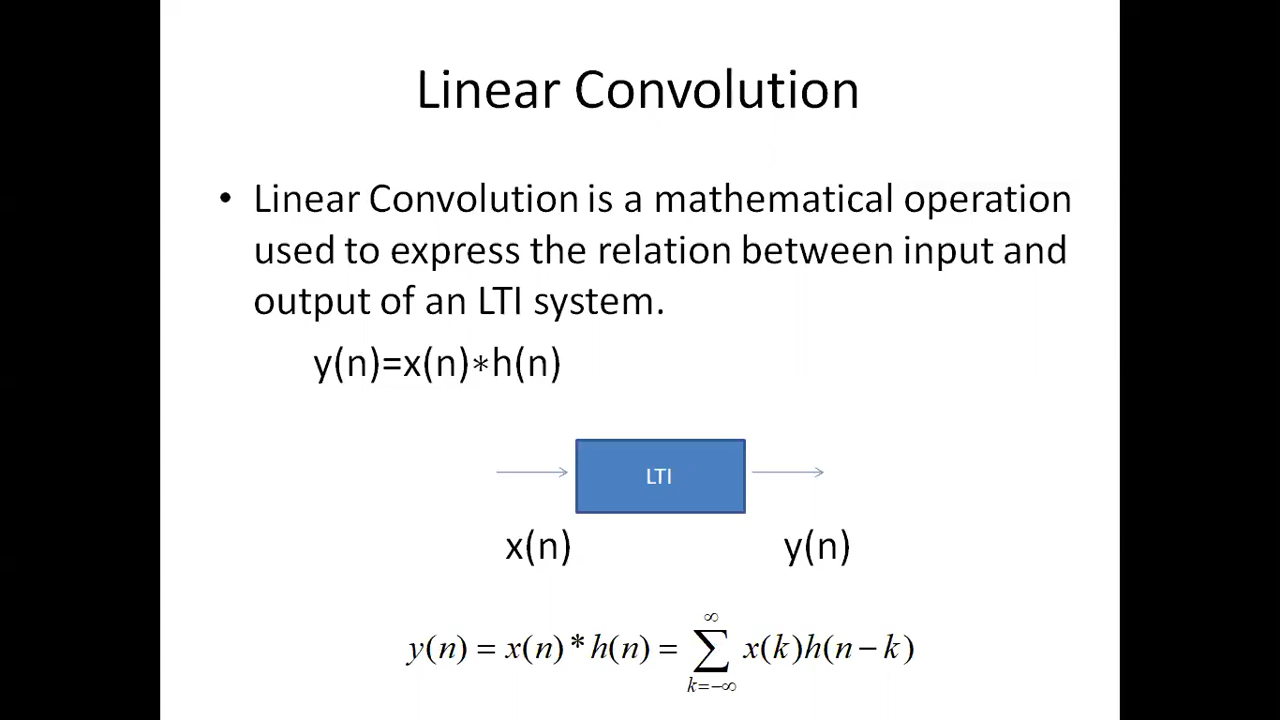 Linear Convolution
• Linear Convolution is a mathematical operation
used to express the relation between input and
output of an LTI system.
y(n)=x(n)∗h(n)
LTI
x(n) y(n)
y(n) = x(n) * h(n) = ∑_{k=-∞}^{∞} x(k)h(n − k)